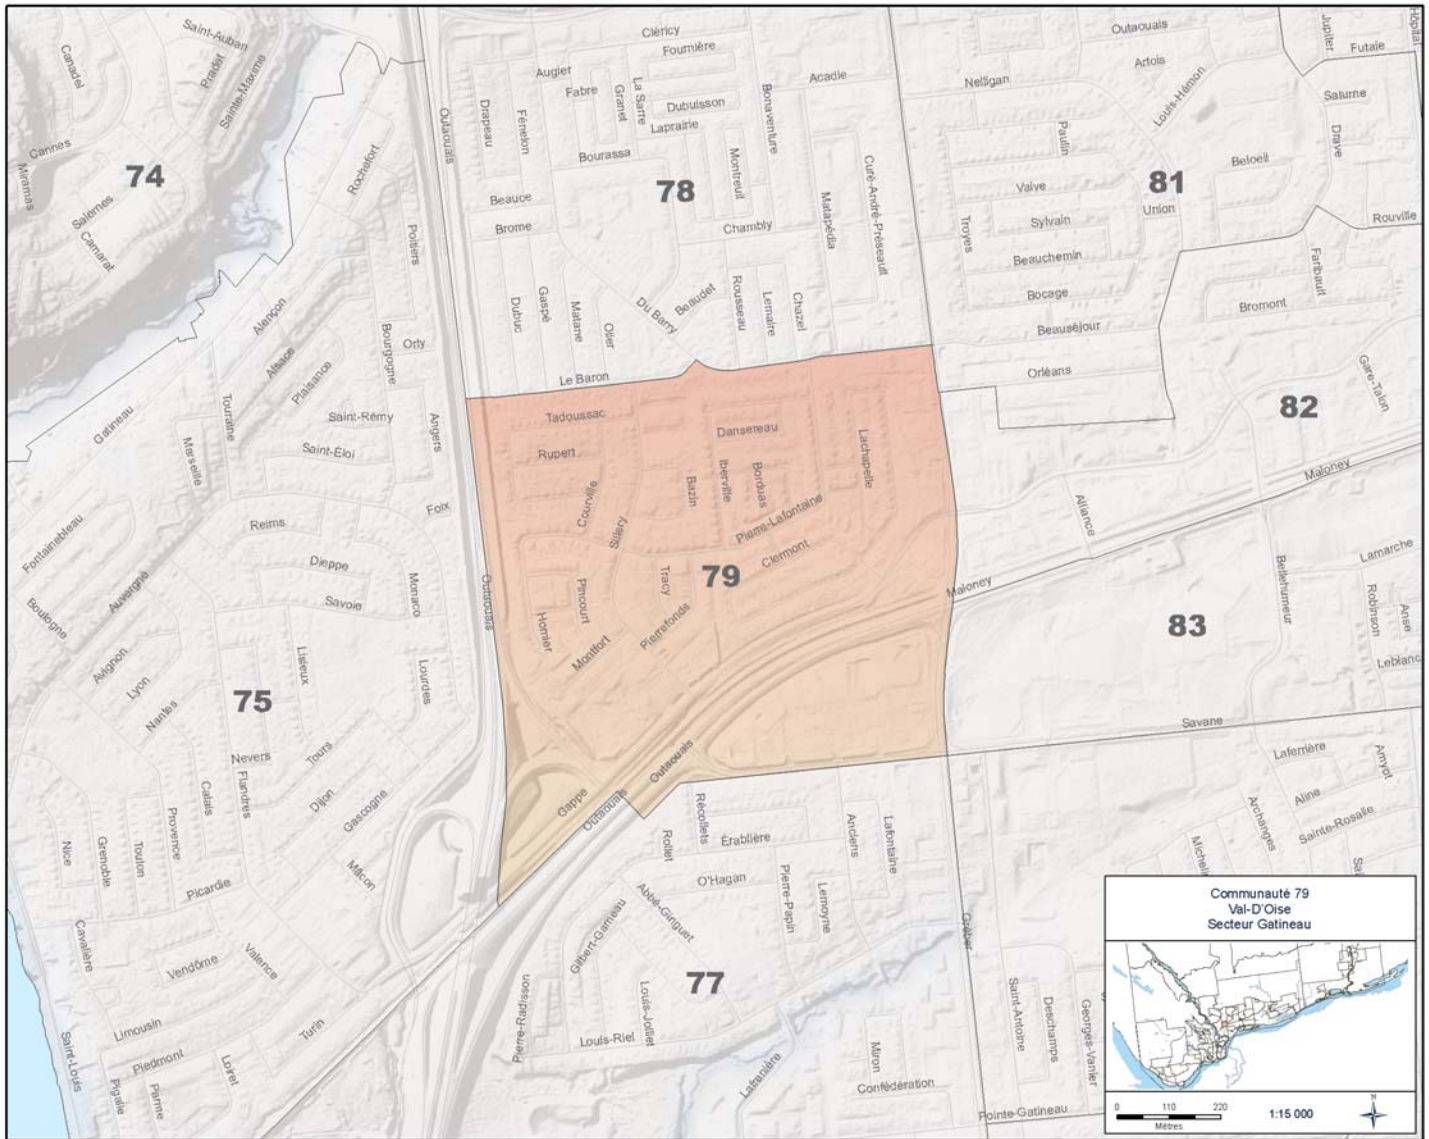 Saint-Auban
Canadel
Pradet
Sainte-Maxime
Cannes
Miramas
74
Salernes
Camarat
Rochefort
Outaouais
Poitiers
Cléricy
Fournière
Augier
Fabre
Granet
La Sarre
Dubuisson
Laprairie
Bonaventure
Acadie
Drapeau
Fénelon
Bourassa
Montreuil
78
Beauce
Brome
Chambly
Matapédia
Curé-André-Préseault
Dubuc
Gaspé
Matane
Otier
Du Barry
Beaudet
Rousseau
Lemaire
Chazel
Le Baron
Outaouais
Jupiter
Hôpital
Futaie
Nelligan
Artois
Louis-Hémon
Saturne
Drave
Paulin
Beloeil
Valve
81
Union
Sylvain
Troyes
Rouville
Beauchemin
Faribault
Bocage
Bromont
Beauséjour
Orléans
Gare-Talon
82
Maloney
Alliance
Alençon
Alsace
Plaisance
Bourgogne
Orly
Gatineau
Touraine
Saint-Rémy
Angers
Marseille
Saint-Éloi
Foix
Fontainebleau
Reims
Dieppe
Auvergne
Monaco
Savoie
Boulogne
Avignon
Lisieux
Lyon
Lourdes
75
Nantes
Nevers
Tours
Flandres
Calais
Dijon
Gascogne
Provence
Nice
Grenoble
Toulon
Mâcon
Picardie
Cavalière
Vendôme
Valence
Limousin
Turin
Piedmont
Loiret
Saint-Louis
Pigalle
Parme
Tadoussac
Rupert
Dansereau
Lachapelle
Iberville
Borduas
Bazin
Courville
Sillery
Pierre-Lafontaine
Clermont
79
Outaouais
Tracy
Pincourt
Hornier
Pierrefonds
Montfort
Maloney
Outaouais
Gappe
Outaouais
Bellehumeur
Lamarche
Robinson
Anse
83
Leblanc
Savane
Laferrière
Amyot
Aline
Archanges
Sainte-Rosalie
Récollets
Rollet
Érablière
Anciens
Lafontaine
O'Hagan
Pierre-Papin
Lemoyne
Abbé-Ginguet
Gilbert-Garneau
77
Gréber
Pierre-Rapisson
Louis-Jolliet
Louis-Riel
Lafrenière
Saint-Antoine
Deschamps
Georges-Vanier
Miron
Confédération
Pointe-Gatineau
Communauté 79
Val-D'Oise
Secteur Gatineau
0 110 220
Mètres
1:15 000
N